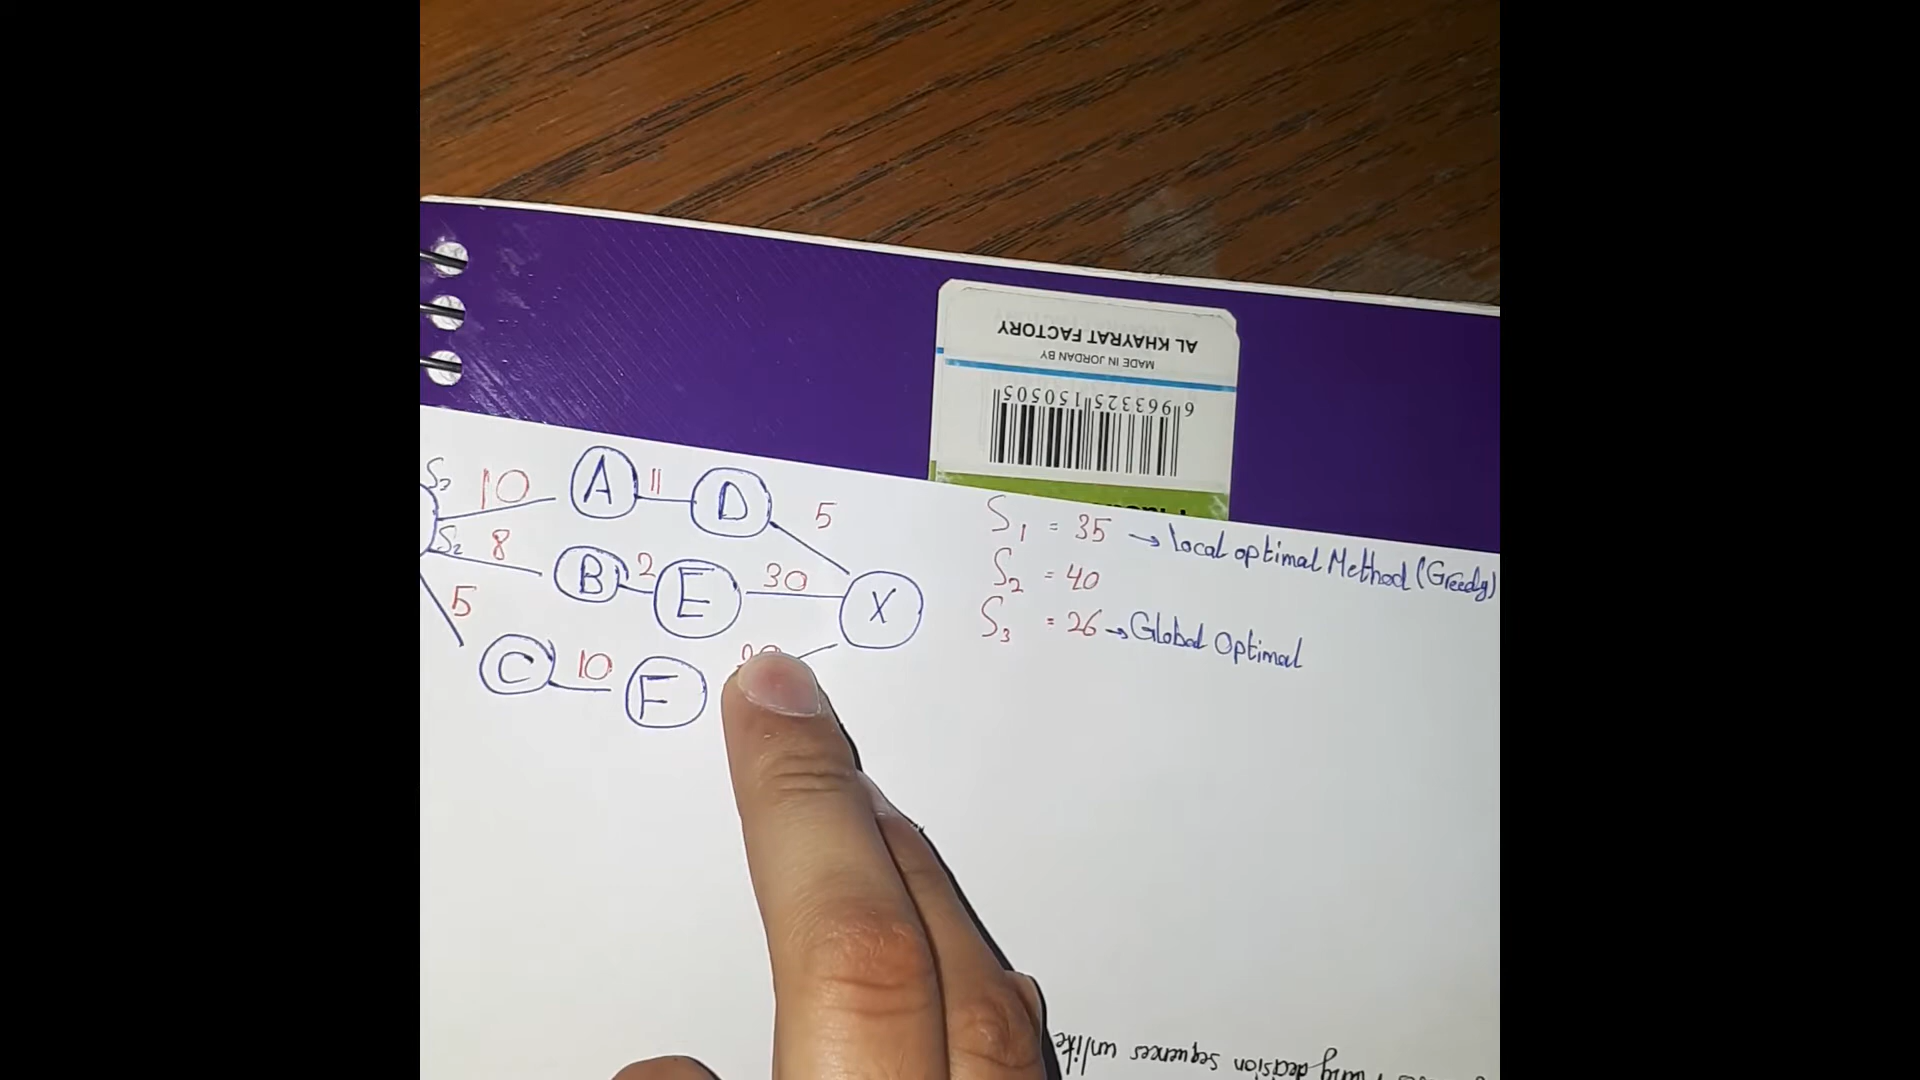 AL KHAYRAT FACTORY
MADE IN JORDAN BY
6 963325 150505
S3 10 A 11 D 5
S2 8 B 2 E 30 X
5 C 10 F
S1 = 35 → Local optimal Method (Greedy)
S2 = 40
S3 = 26 → Global Optimal
decision sequences unlike